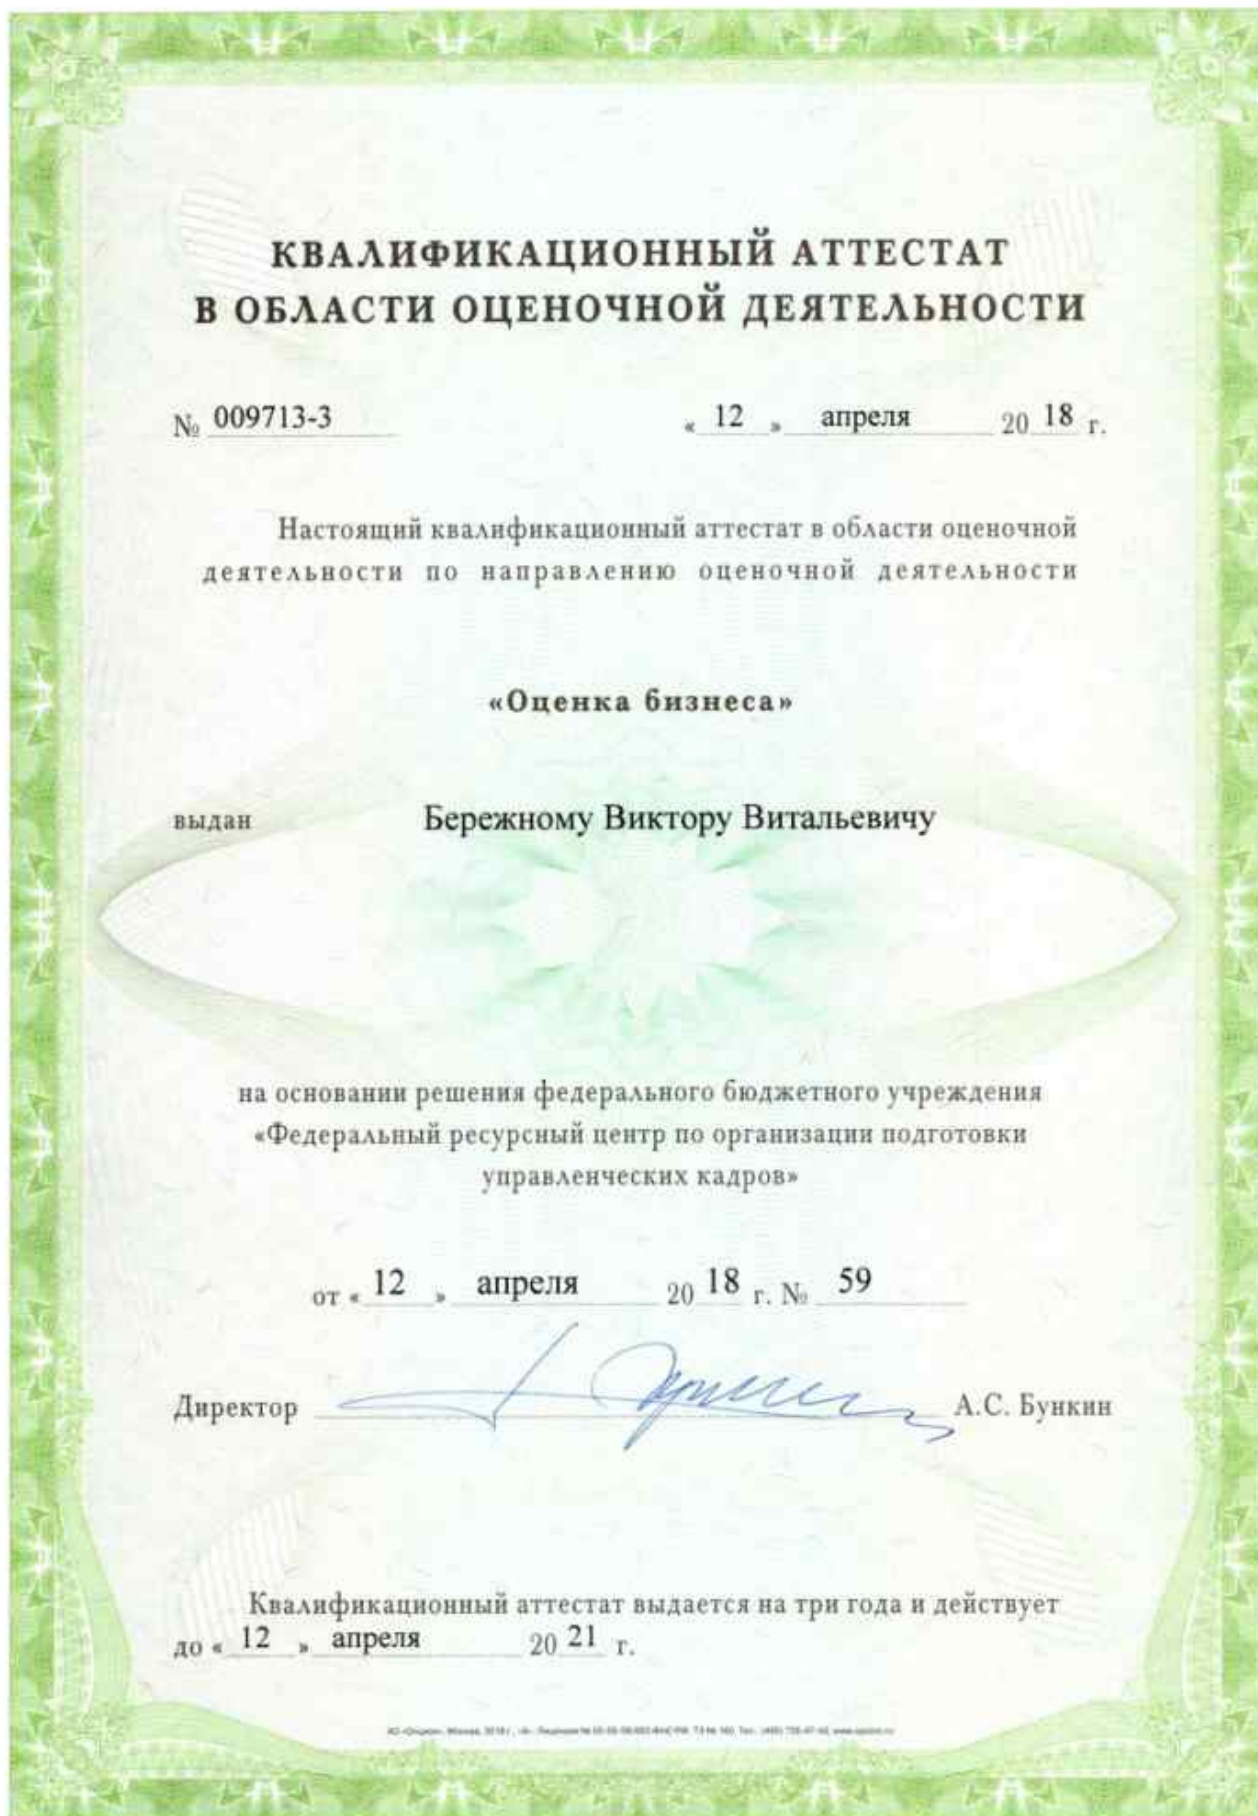 КВАЛИФИКАЦИОННЫЙ АТТЕСТАТ
В ОБЛАСТИ ОЦЕНОЧНОЙ ДЕЯТЕЛЬНОСТИ
№ 009713-3 « 12 » апреля 20 18 г.
Настоящий квалификационный аттестат в области оценочной
деятельности по направлению оценочной деятельности
«Оценка бизнеса»
выдан Бережному Виктору Витальевичу
на основании решения федерального бюджетного учреждения
«Федеральный ресурсный центр по организации подготовки
управленческих кадров»
от « 12 » апреля 20 18 г. № 59
Директор А.С. Бункин
Квалификационный аттестат выдается на три года и действует
до « 12 » апреля 20 21 г.